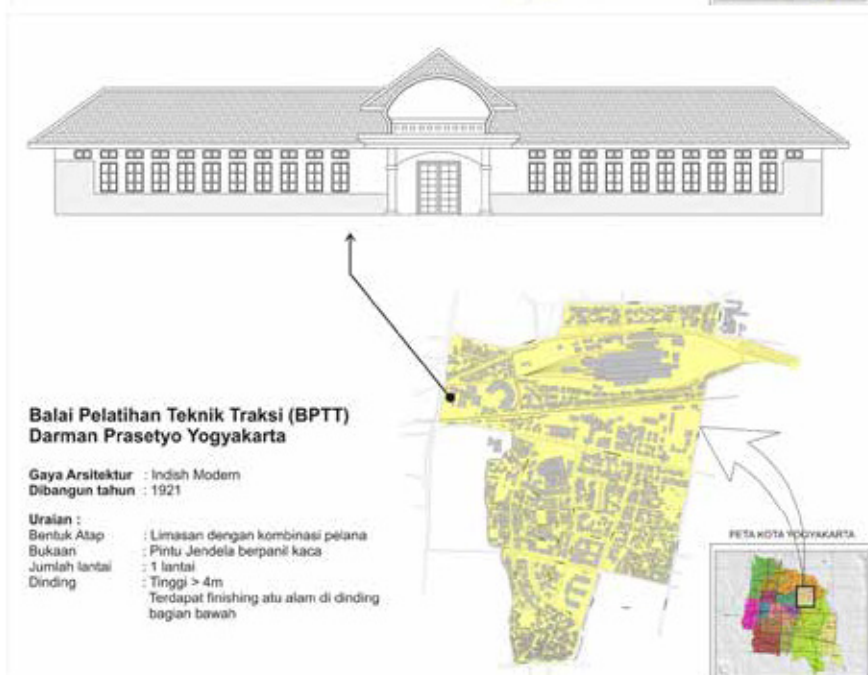 Balai Pelatihan Teknik Traksi (BPTT)
Darman Prasetyo Yogyakarta
Gaya Arsitektur : Indish Modern
Dibangun tahun : 1921
Uraian :
Bentuk Atap : Limasan dengan kombinasi pelana
Bukaan : Pintu Jendela berpanil kaca
Jumlah lantai : 1 lantai
Dinding : Tinggi > 4m
Terdapat finishing atu alam di dinding
bagian bawah
PETA KOTA YOGYAKARTA